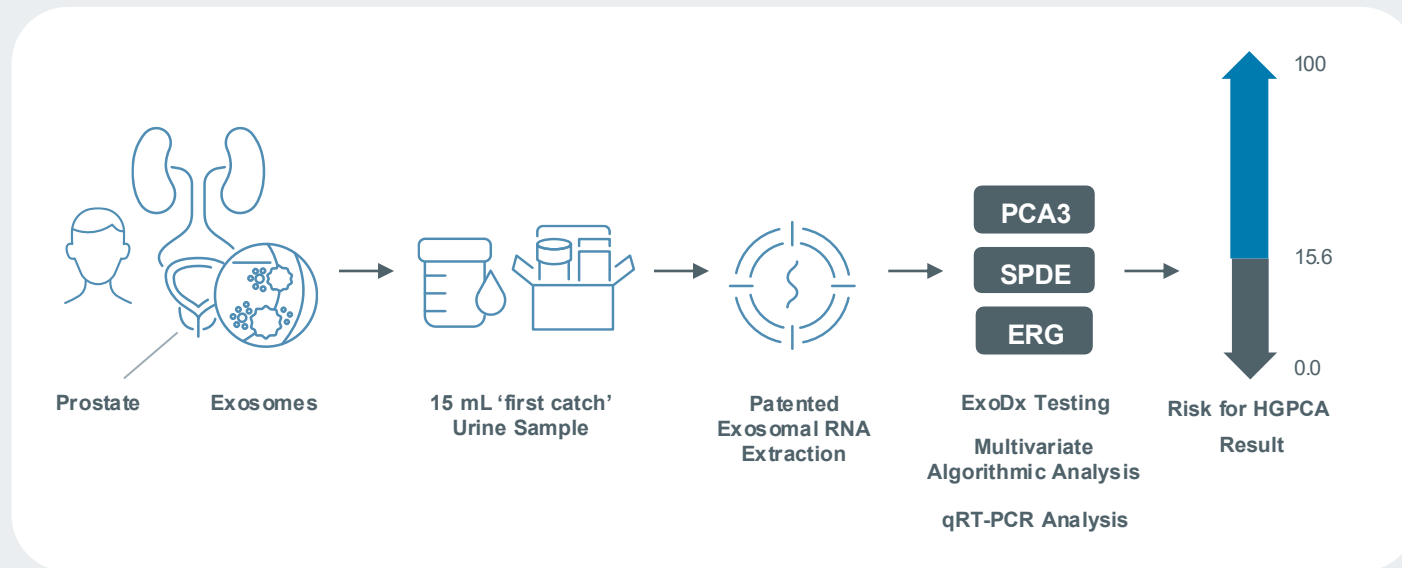 Prostate
Exosomes
15 mL ‘first catch’
Urine Sample
Patented
Exosomal RNA
Extraction
PCA3
SPDE
ERG
ExoDx Testing
Multivariate
Algorithmic Analysis
qRT-PCR Analysis
100
15.6
0.0
Risk for HGPCA
Result